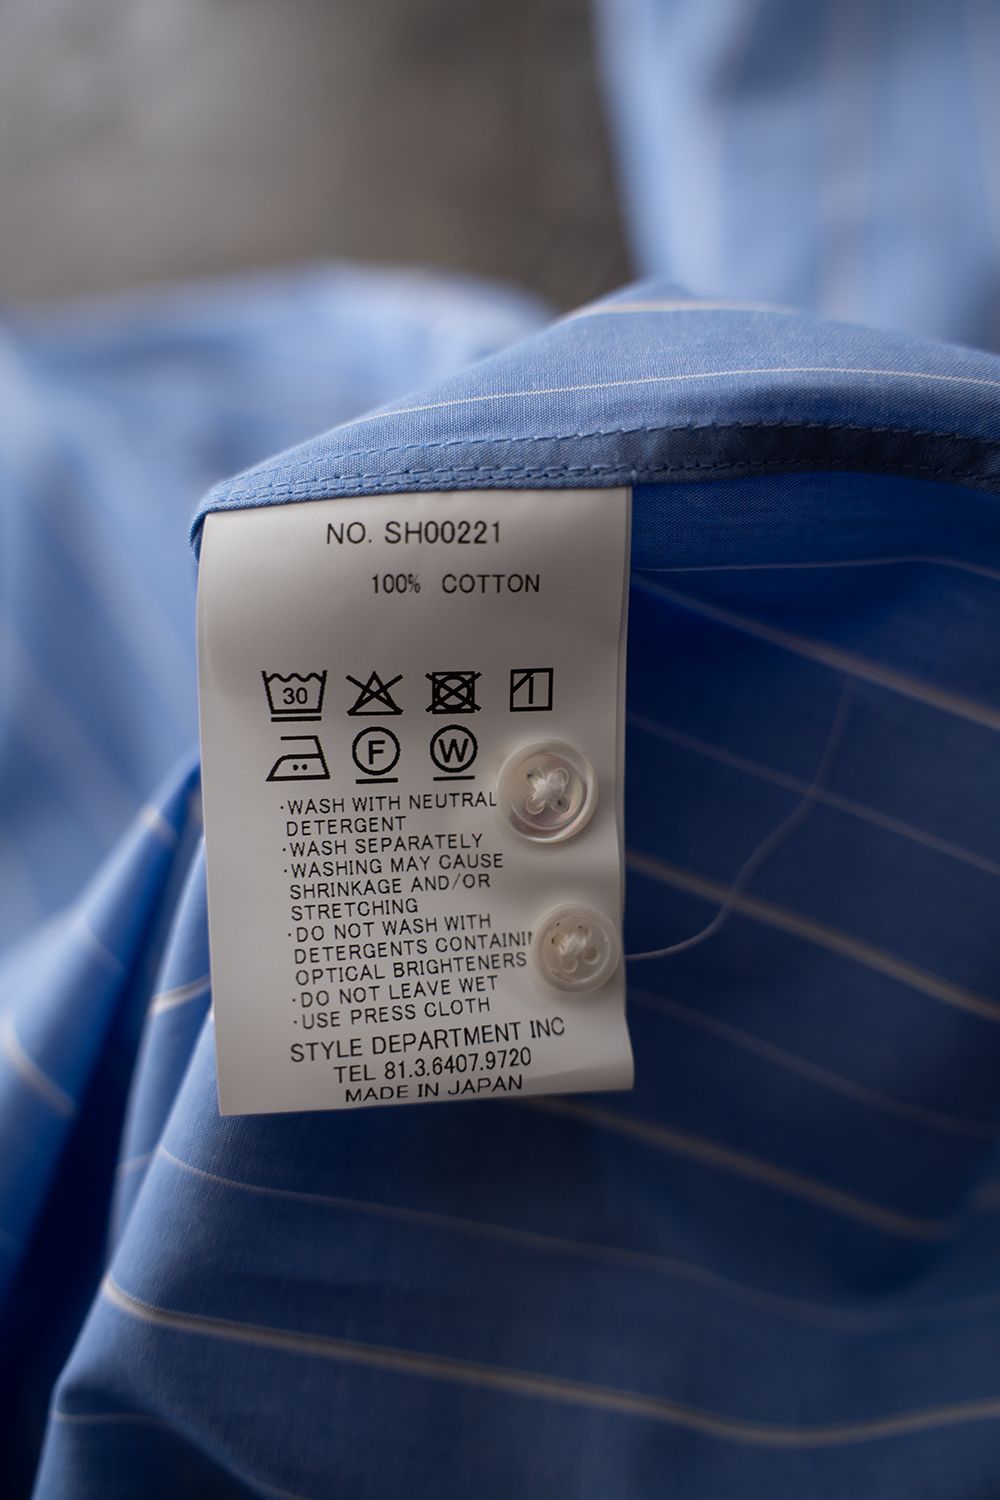 NO. SH00221
100% COTTON
30
F W
·WASH WITH NEUTRAL
DETERGENT
·WASH SEPARATELY
·WASHING MAY CAUSE
SHRINKAGE AND/OR
STRETCHING
·DO NOT WASH WITH
DETERGENTS
OPTICAL BRIGHTENERS
·DO NOT LEAVE WET
·USE PRESS CLOTH
STYLE DEPARTMENT INC
TEL 81.3.6407.9720
MADE IN JAPAN